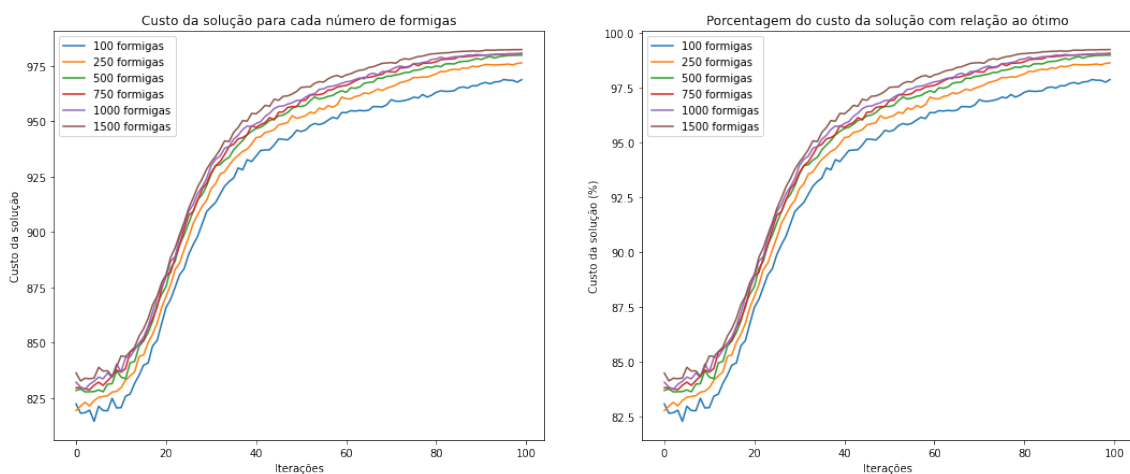 Custo da solução para cada número de formigas
975
950
925
900
875
850
825
Custo da solução
0
20
40
60
80
100
Iterações
100 formigas
250 formigas
500 formigas
750 formigas
1000 formigas
1500 formigas
Porcentagem do custo da solução com relação ao ótimo
100.0
97.5
95.0
92.5
90.0
87.5
85.0
82.5
Custo da solução (%)
0
20
40
60
80
100
Iterações
100 formigas
250 formigas
500 formigas
750 formigas
1000 formigas
1500 formigas